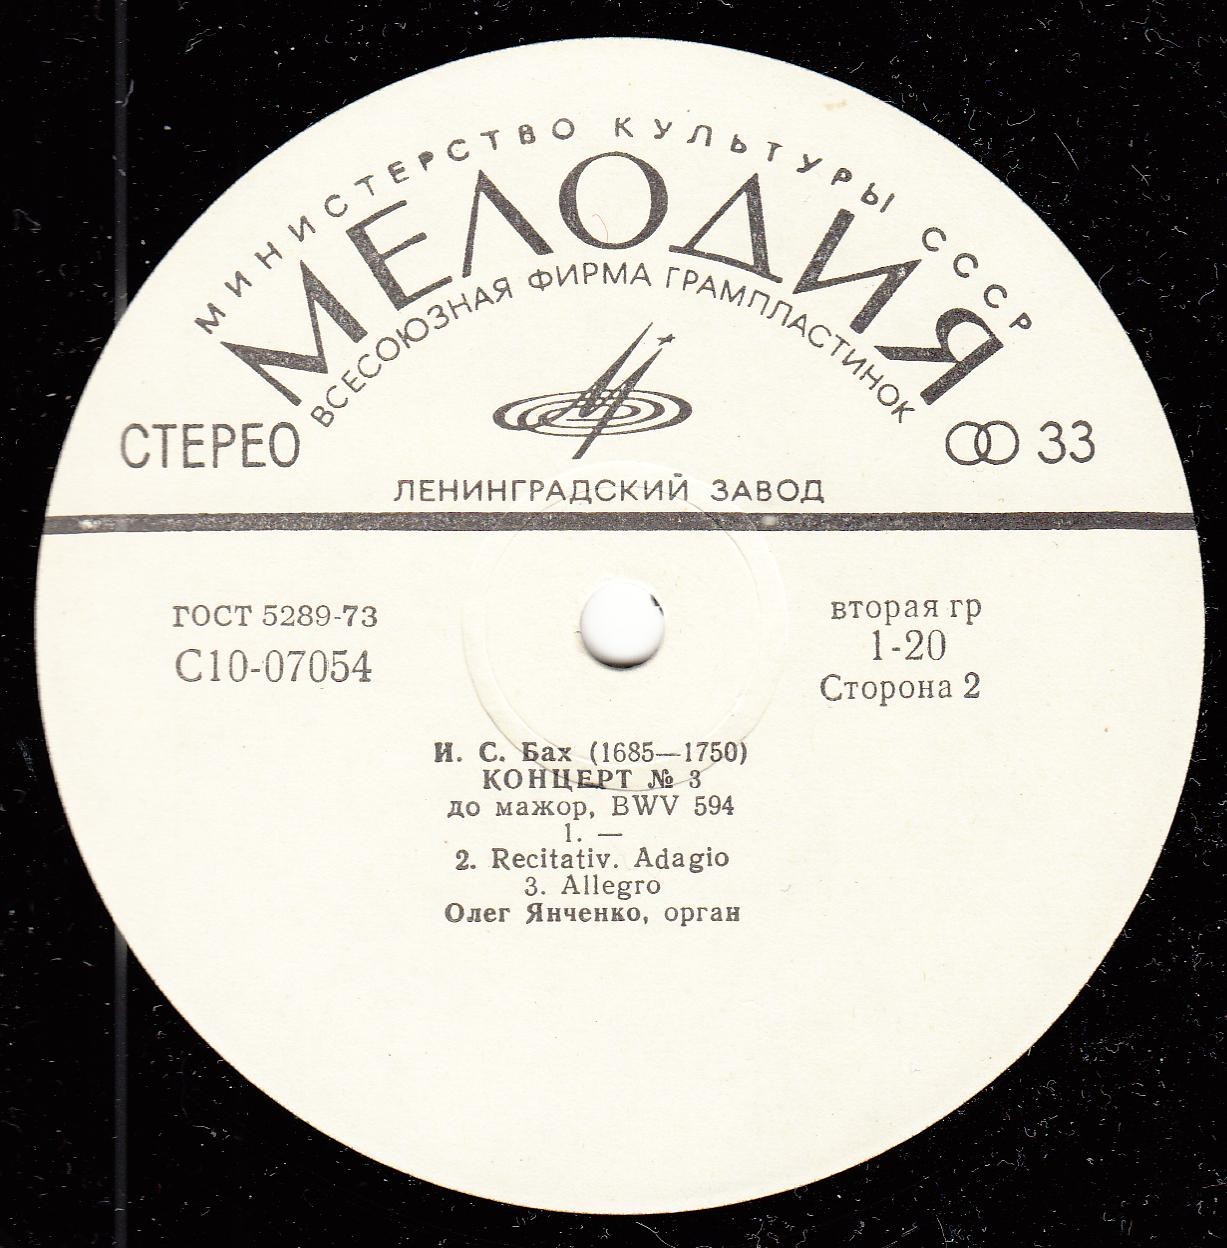 МИНИСТЕРСТВО КУЛЬТУРЫ СССР
МЕЛОДИЯ
ВСЕСОЮЗНАЯ ФИРМА ГРАМПЛАСТИНОК
СТЕРЕО
33
ЛЕНИНГРАДСКИЙ ЗАВОД
ГОСТ 5289-73
С10-07054
вторая гр
1-20
Сторона 2
И. С. Бах (1685—1750)
КОНЦЕРТ № 3
до мажор, BWV 594
1. —
2. Recitativ. Adagio
3. Allegro
Олег Янченко, орган